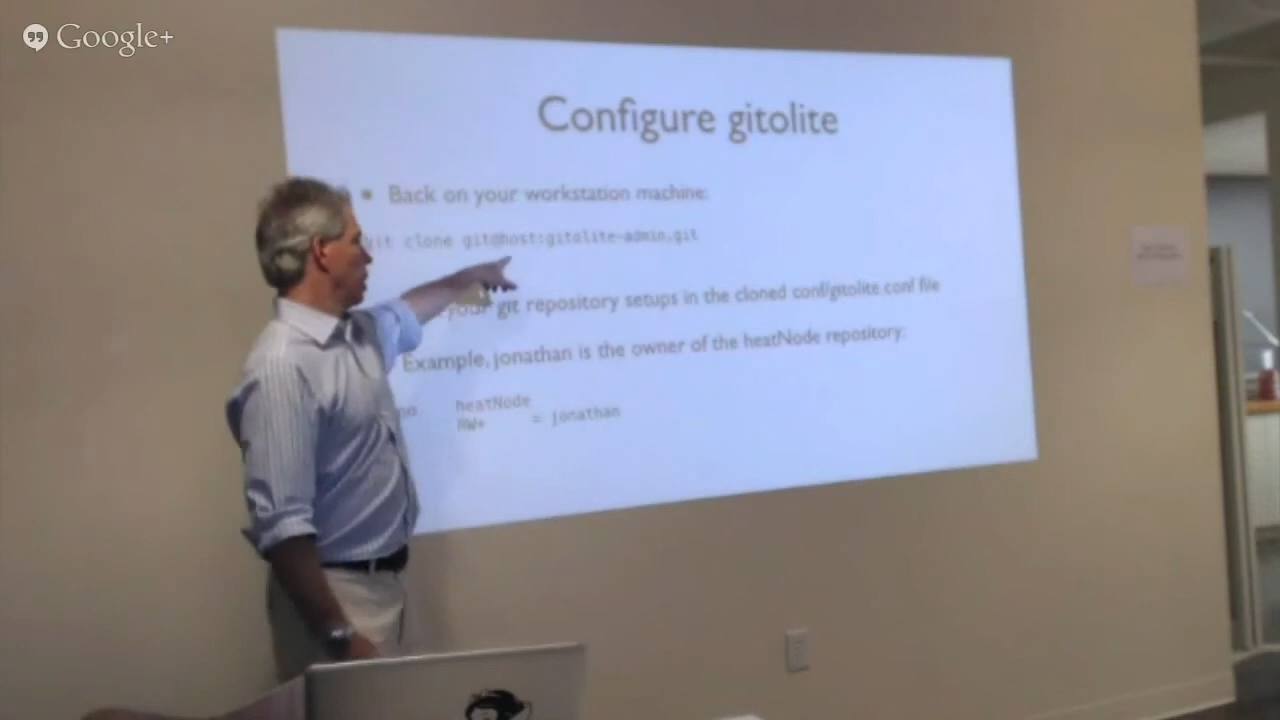 Google+
Configure gitolite
• Back on your workstation machine:
git clone git@host:gitolite-admin.git
your git repository setups in the cloned conf/gitolite.conf file
Example, jonathan is the owner of the heatNode repository:
heatNode
RW+ = jonathan